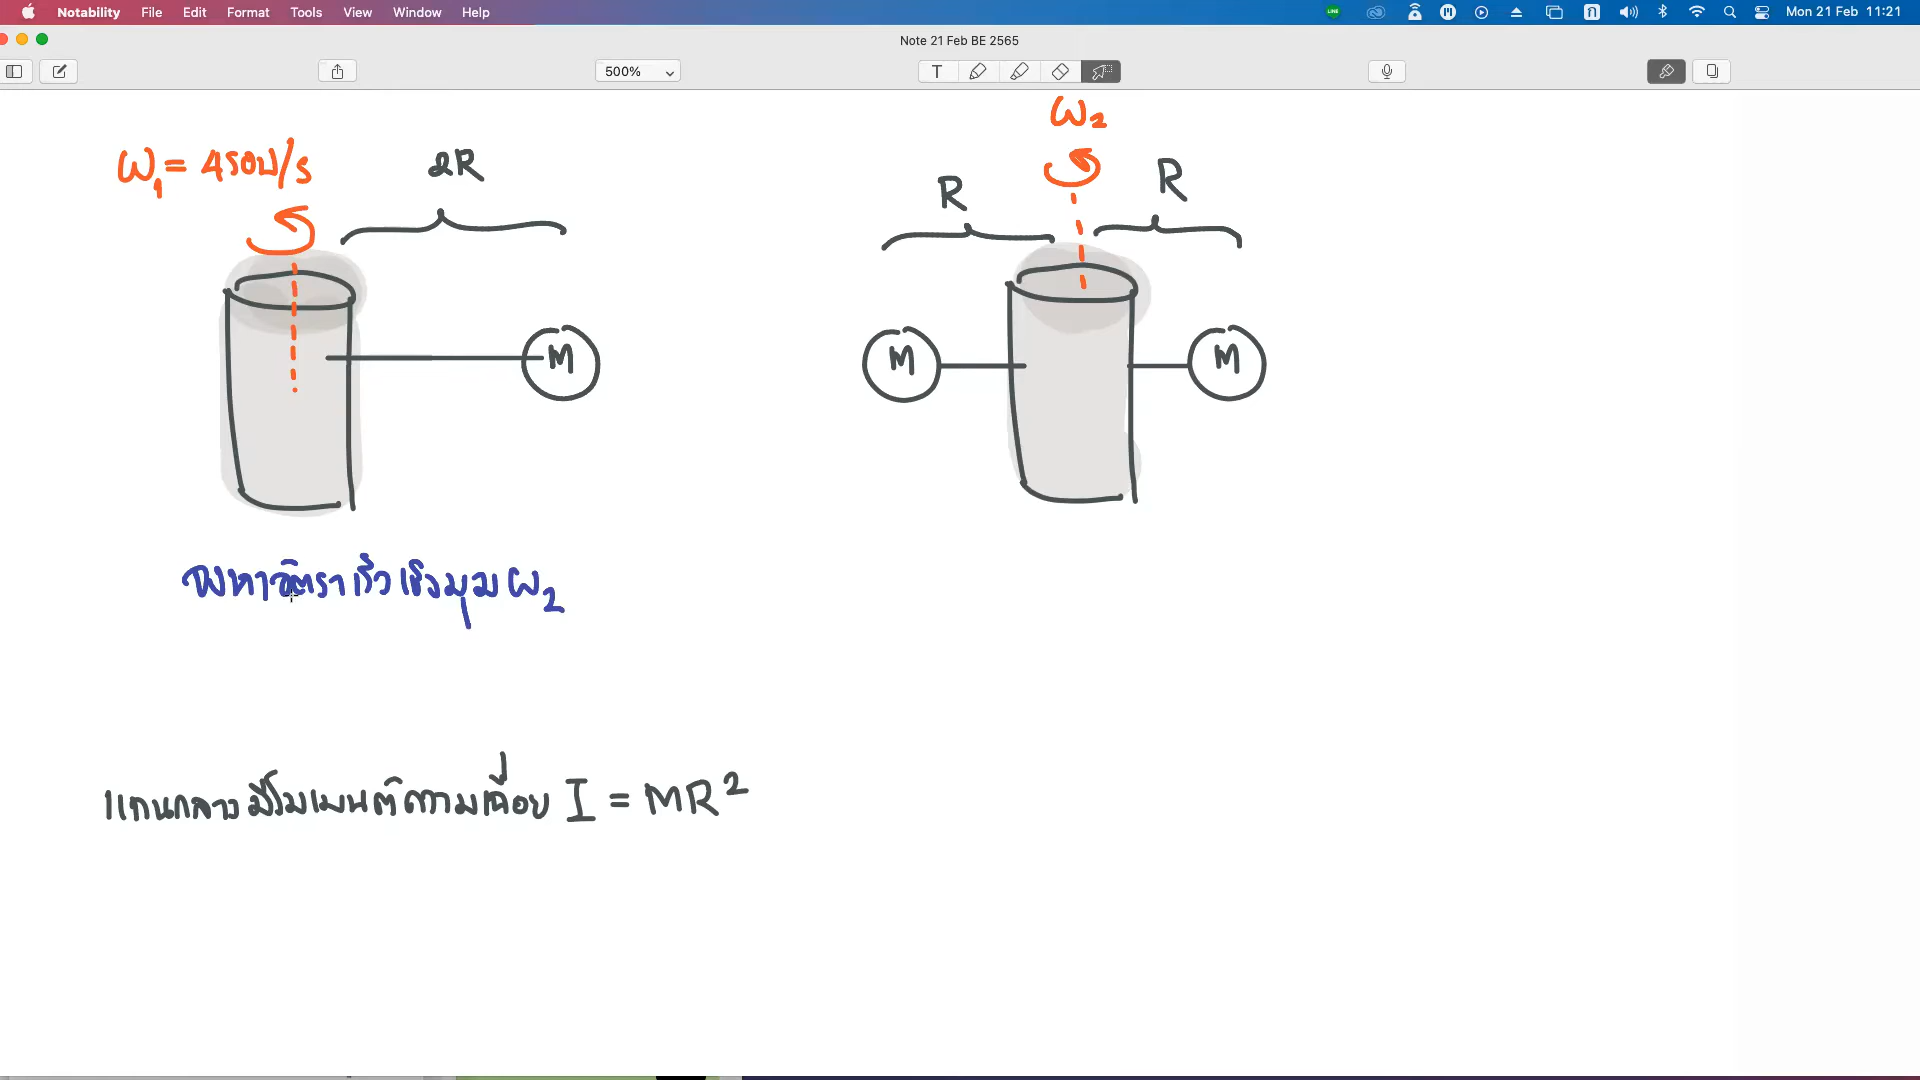 Notability File Edit Format Tools View Window Help LINE ก Mon 21 Feb 11:21
Note 21 Feb BE 2565
500% T
ω₁ = 450 ป/s
2R
ω₂
R
R
M
M
M
จงหาอัตราเร็วเชิงมุม ω₂
แกนกลางมีโมเมนต์ความเฉื่อย I = MR²